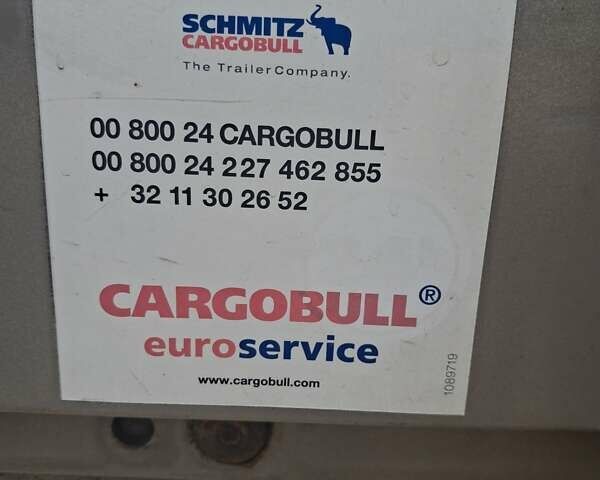 SCHMITZ
CARGOBULL
The TrailerCompany.
00 800 24 CARGOBULL
00 800 24 227 462 855
+ 32 11 30 26 52
CARGOBULL®
euroservice
www.cargobull.com
1089719